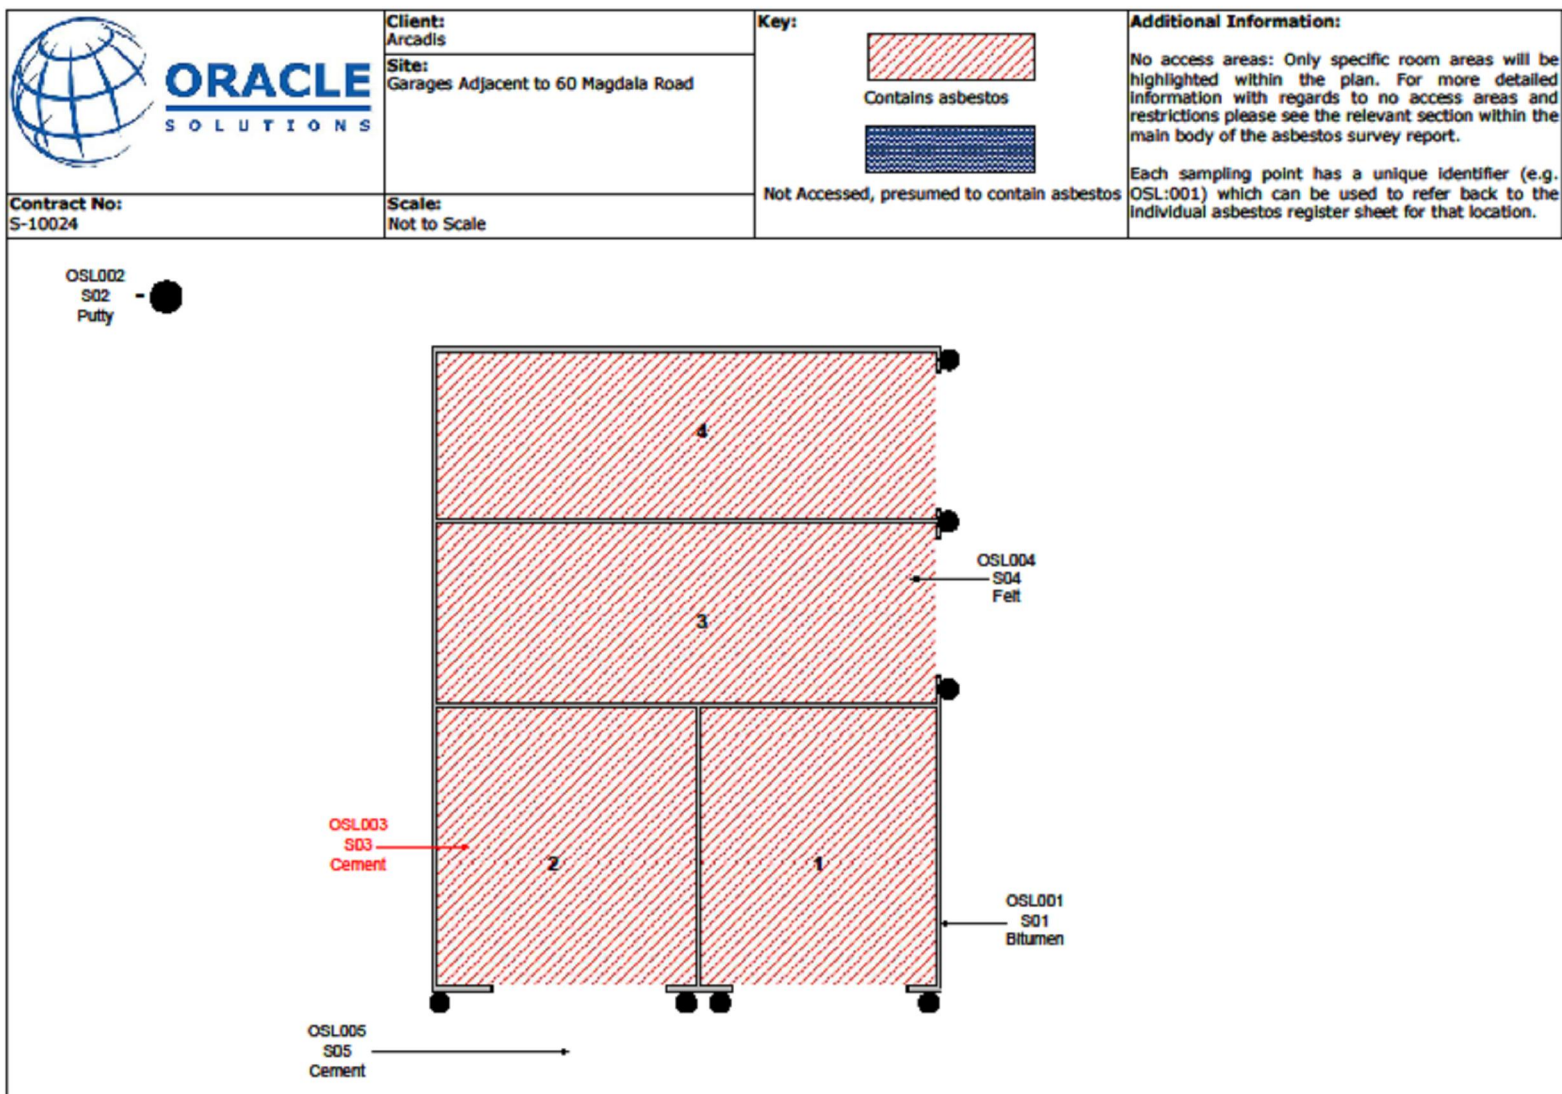 ORACLE
SOLUTIONS
Client:
Arcadis
Site:
Garages Adjacent to 60 Magdala Road
Contract No:
S-10024
Scale:
Not to Scale
Key:
Contains asbestos
Not Accessed, presumed to contain asbestos
Additional Information:
No access areas: Only specific room areas will be
highlighted within the plan. For more detailed
information with regards to no access areas and
restrictions please see the relevant section within the
main body of the asbestos survey report.
Each sampling point has a unique identifier (e.g.
OSL:001) which can be used to refer back to the
individual asbestos register sheet for that location.
OSL002
S02
Putty
4
OSL004
S04
Felt
3
OSL003
S03
Cement
2
1
OSL001
S01
Bitumen
OSL005
S05
Cement